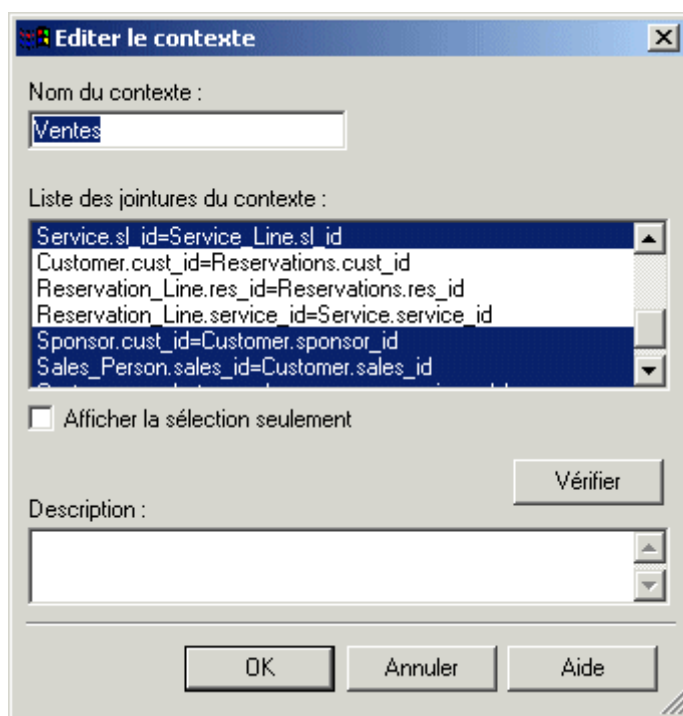 Editer le contexte
Nom du contexte :
Ventes
Liste des jointures du contexte :
Service.sl_id=Service_Line.sl_id
Customer.cust_id=Reservations.cust_id
Reservation_Line.res_id=Reservations.res_id
Reservation_Line.service_id=Service.service_id
Sponsor.cust_id=Customer.sponsor_id
Sales_Person.sales_id=Customer.sales_id
Afficher la sélection seulement
Vérifier
Description :
OK
Annuler
Aide